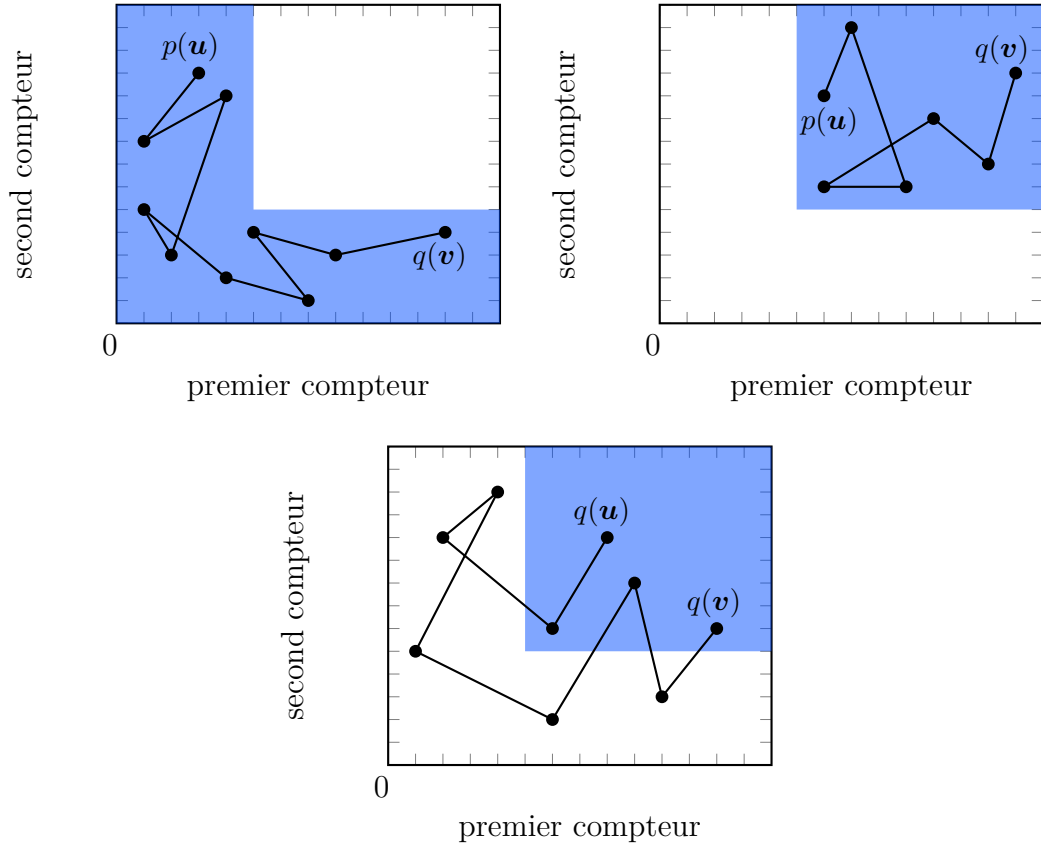 second compteur
p(u)
q(v)
0
premier compteur
second compteur
p(u)
q(v)
0
premier compteur
second compteur
q(u)
q(v)
0
premier compteur